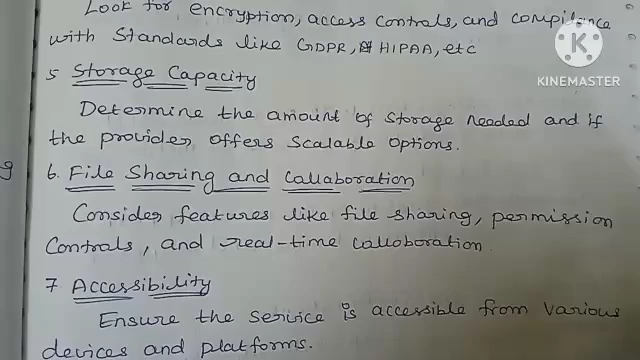 Look for encryption, access controls, and compilance
with Standards like GDPR, HIPAA, etc
5 Storage Capacity
Determine the amount of storage needed and if
the provider offers scalable options.
6. File Sharing and Collaboration
Consider features like file sharing, permission
Controls, and real-time colloboration
7 Accessibility
Ensure the service is accessible from various
devices and platforms.
g
KINEMASTER